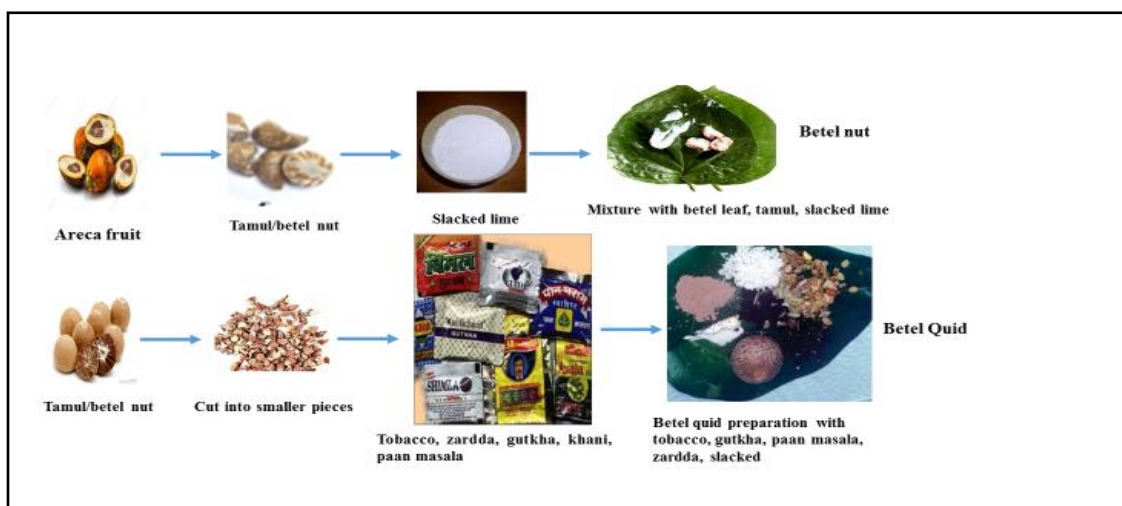 Betel nut
Areca fruit
Tamul/betel nut
Slacked lime
Mixture with betel leaf, tamul, slacked lime
विमल
GUTKHA
SHIMLA
Betel Quid
Tamul/betel nut
Cut into smaller pieces
Tobacco, zardda, gutkha, khani,
paan masala
Betel quid preparation with
tobacco, gutkha, paan masala,
zardda, slacked